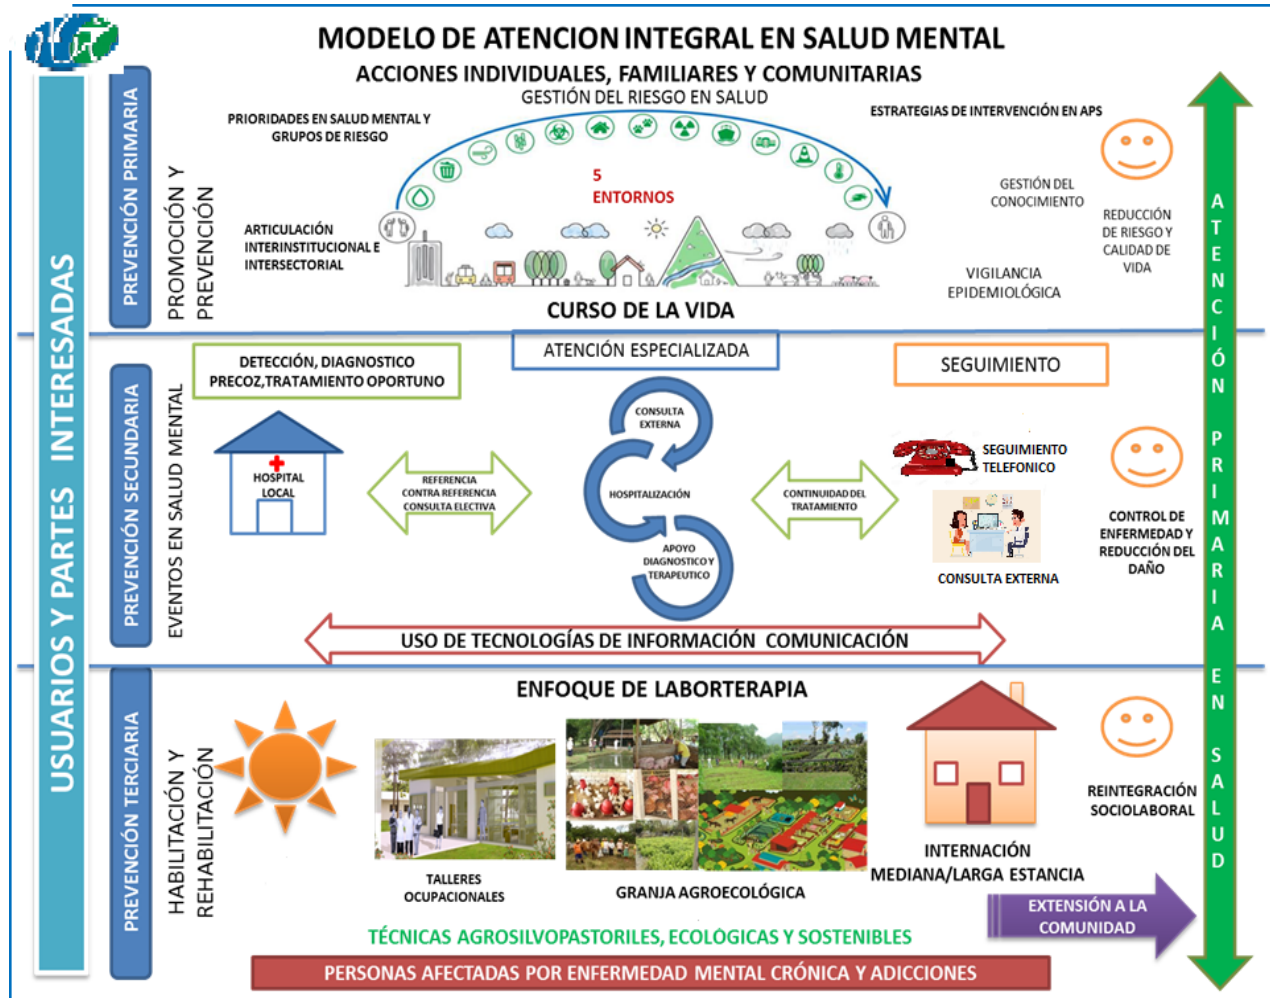 MODELO DE ATENCION INTEGRAL EN SALUD MENTAL
ACCIONES INDIVIDUALES, FAMILIARES Y COMUNITARIAS
GESTIÓN DEL RIESGO EN SALUD
USUARIOS Y PARTES INTERESADAS
PREVENCIÓN PRIMARIA
PROMOCIÓN Y
PREVENCIÓN
PRIORIDADES EN SALUD MENTAL Y
GRUPOS DE RIESGO
ARTICULACIÓN
INTERINSTITUCIONAL E
INTERSECTORIAL
5
ENTORNOS
CURSO DE LA VIDA
ESTRATEGIAS DE INTERVENCIÓN EN APS
GESTIÓN DEL
CONOCIMIENTO
REDUCCIÓN
DE RIESGO Y
CALIDAD DE
VIDA
VIGILANCIA
EPIDEMIOLÓGICA
ATENCIÓN PRIMARIA EN SALUD
PREVENCIÓN SECUNDARIA
EVENTOS EN SALUD MENTAL
DETECCIÓN, DIAGNOSTICO
PRECOZ,TRATAMIENTO OPORTUNO
ATENCIÓN ESPECIALIZADA
SEGUIMIENTO
HOSPITAL
LOCAL
REFERENCIA
CONTRA REFERENCIA
CONSULTA ELECTIVA
CONSULTA
EXTERNA
HOSPITALIZACIÓN
APOYO
DIAGNOSTICO Y
TERAPEUTICO
CONTINUIDAD DEL
TRATAMIENTO
SEGUIMIENTO
TELEFONICO
CONSULTA EXTERNA
CONTROL DE
ENFERMEDAD Y
REDUCCIÓN DEL
DAÑO
USO DE TECNOLOGÍAS DE INFORMACIÓN COMUNICACIÓN
PREVENCIÓN TERCIARIA
HABILITACIÓN Y
REHABILITACIÓN
ENFOQUE DE LABORTERAPIA
TALLERES
OCUPACIONALES
GRANJA AGROECOLÓGICA
INTERNACIÓN
MEDIANA/LARGA ESTANCIA
REINTEGRACIÓN
SOCIOLABORAL
EXTENSIÓN A LA
COMUNIDAD
TÉCNICAS AGROSILVOPASTORILES, ECOLÓGICAS Y SOSTENIBLES
PERSONAS AFECTADAS POR ENFERMEDAD MENTAL CRÓNICA Y ADICCIONES